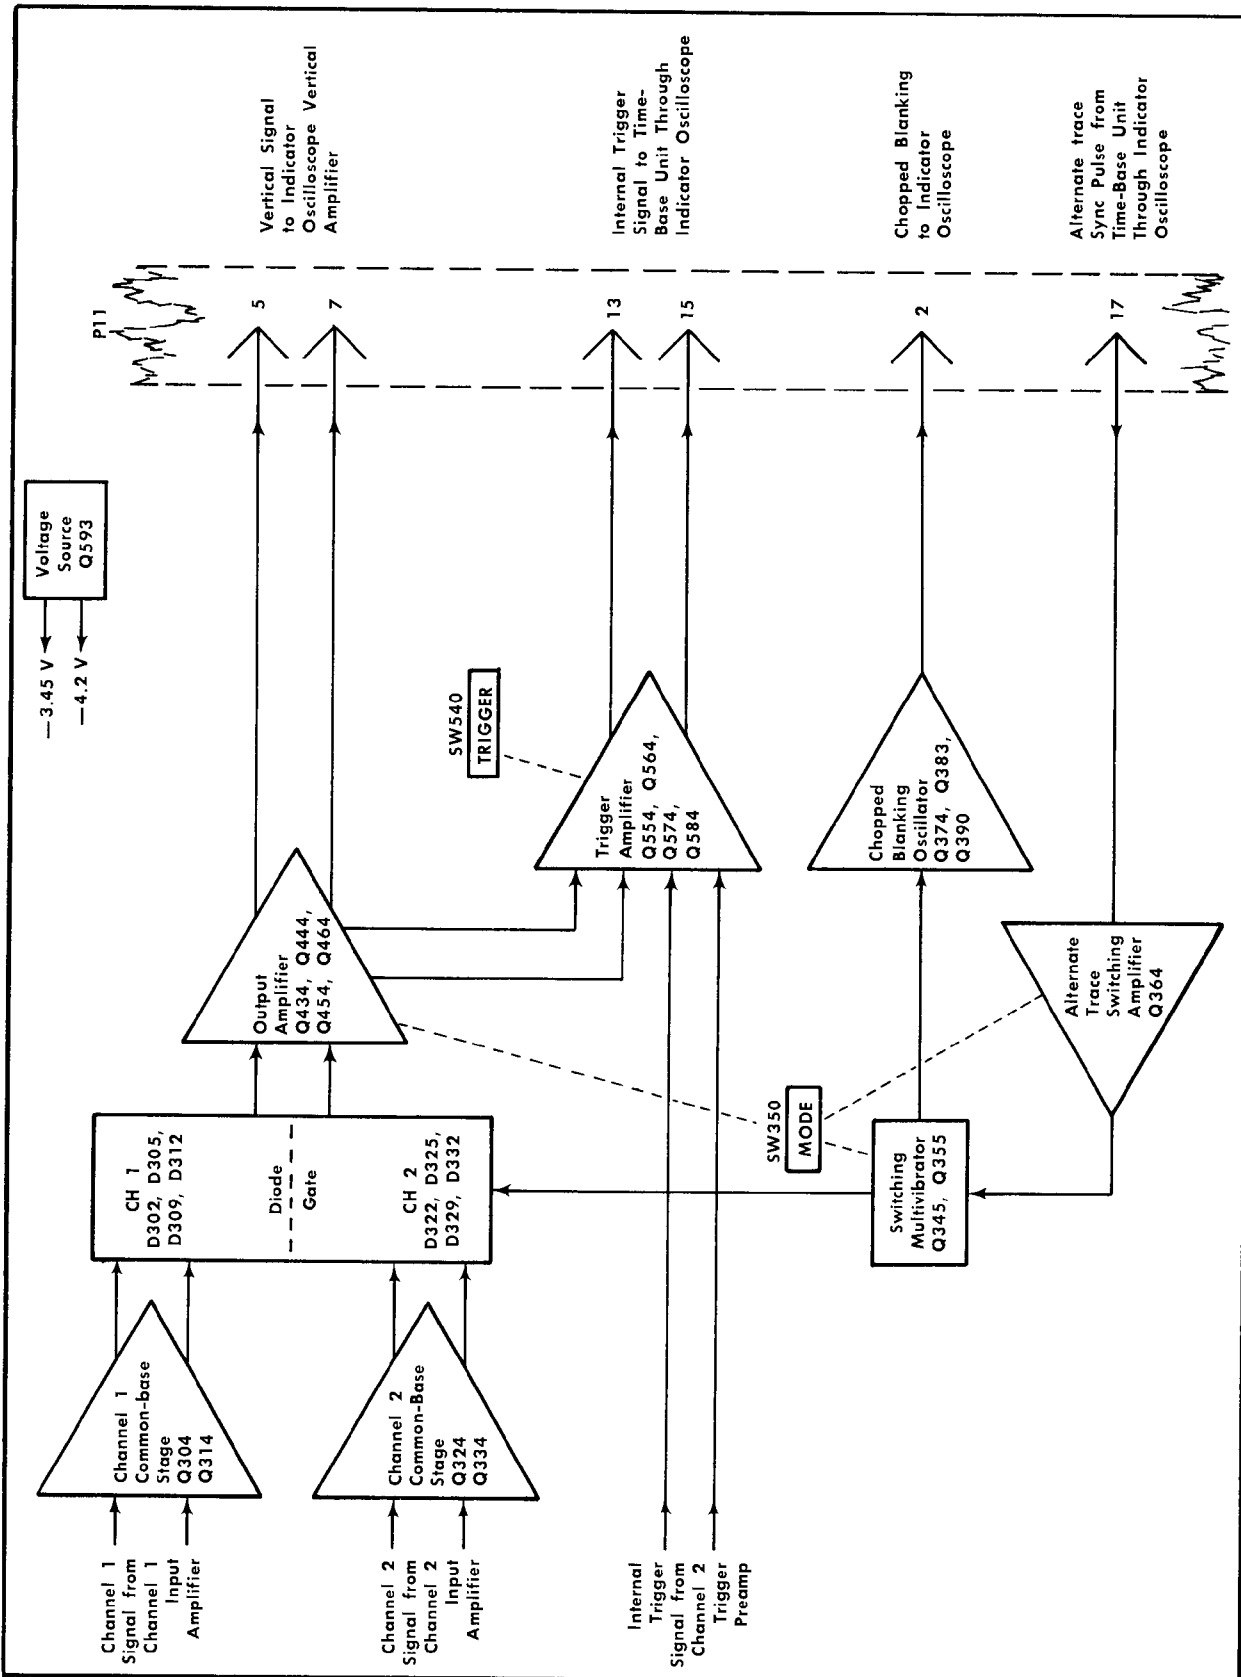 Channel 1
Signal from
Channel 1
Input
Amplifier
Channel 1
Common-base
Stage
Q304
Q314
Channel 2
Signal from
Channel 2
Input
Amplifier
Channel 2
Common-Base
Stage
Q324
Q334
CH 1
D302, D305,
D309, D312
Diode
Gate
CH 2
D322, D325,
D329, D332
Output
Amplifier
Q434, Q444,
Q454, Q464
—3.45 V
—4.2 V
Voltage
Source
Q593
P11
5
7
Vertical Signal
to Indicator
Oscilloscope Vertical
Amplifier
Internal
Trigger
Signal from
Channel 2
Trigger
Preamp
SW540
TRIGGER
Trigger
Amplifier
Q554, Q564,
Q574,
Q584
13
15
Internal Trigger
Signal to Time-
Base Unit Through
Indicator Oscilloscope
SW350
MODE
Switching
Multivibrator
Q345, Q355
Chopped
Blanking
Oscillator
Q374, Q383,
Q390
2
Chopped Blanking
to Indicator
Oscilloscope
Alternate
Trace
Switching
Amplifier
Q364
17
Alternate trace
Sync Pulse from
Time-Base Unit
Through Indicator
Oscilloscope